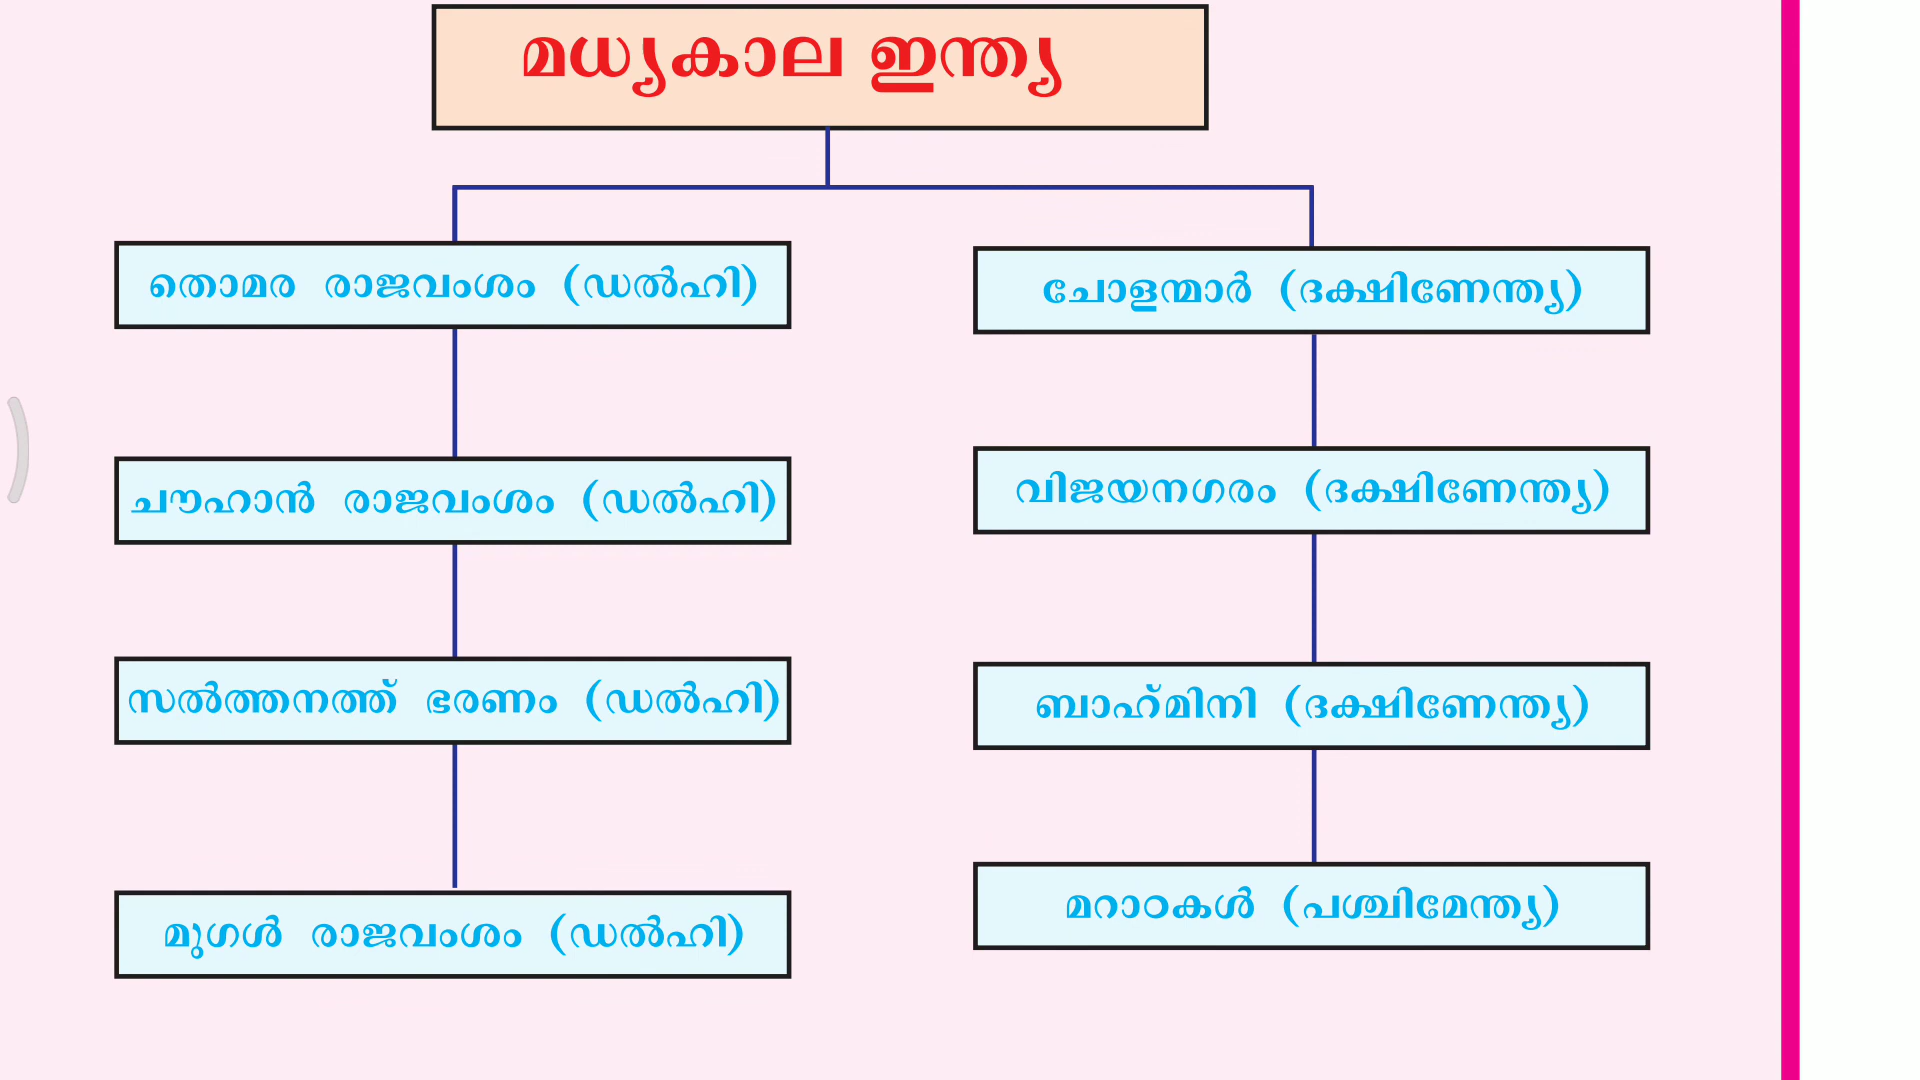 മധ്യകാല ഇന്ത്യ
തൊമര രാജവംശം (ഡൽഹി)
ചൗഹാൻ രാജവംശം (ഡൽഹി)
സൽത്തനത്ത് ഭരണം (ഡൽഹി)
മുഗൾ രാജവംശം (ഡൽഹി)
ചോളന്മാർ (ദക്ഷിണേന്ത്യ)
വിജയനഗരം (ദക്ഷിണേന്ത്യ)
ബാഹ്മിനി (ദക്ഷിണേന്ത്യ)
മറാഠകൾ (പശ്ചിമേന്ത്യ)